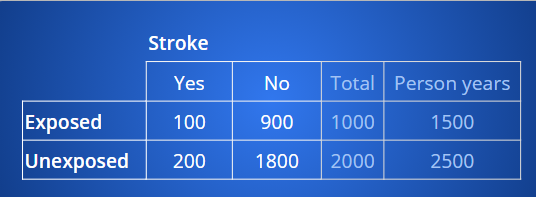 Stroke
Yes No Total Person years
Exposed 100 900 1000 1500
Unexposed 200 1800 2000 2500